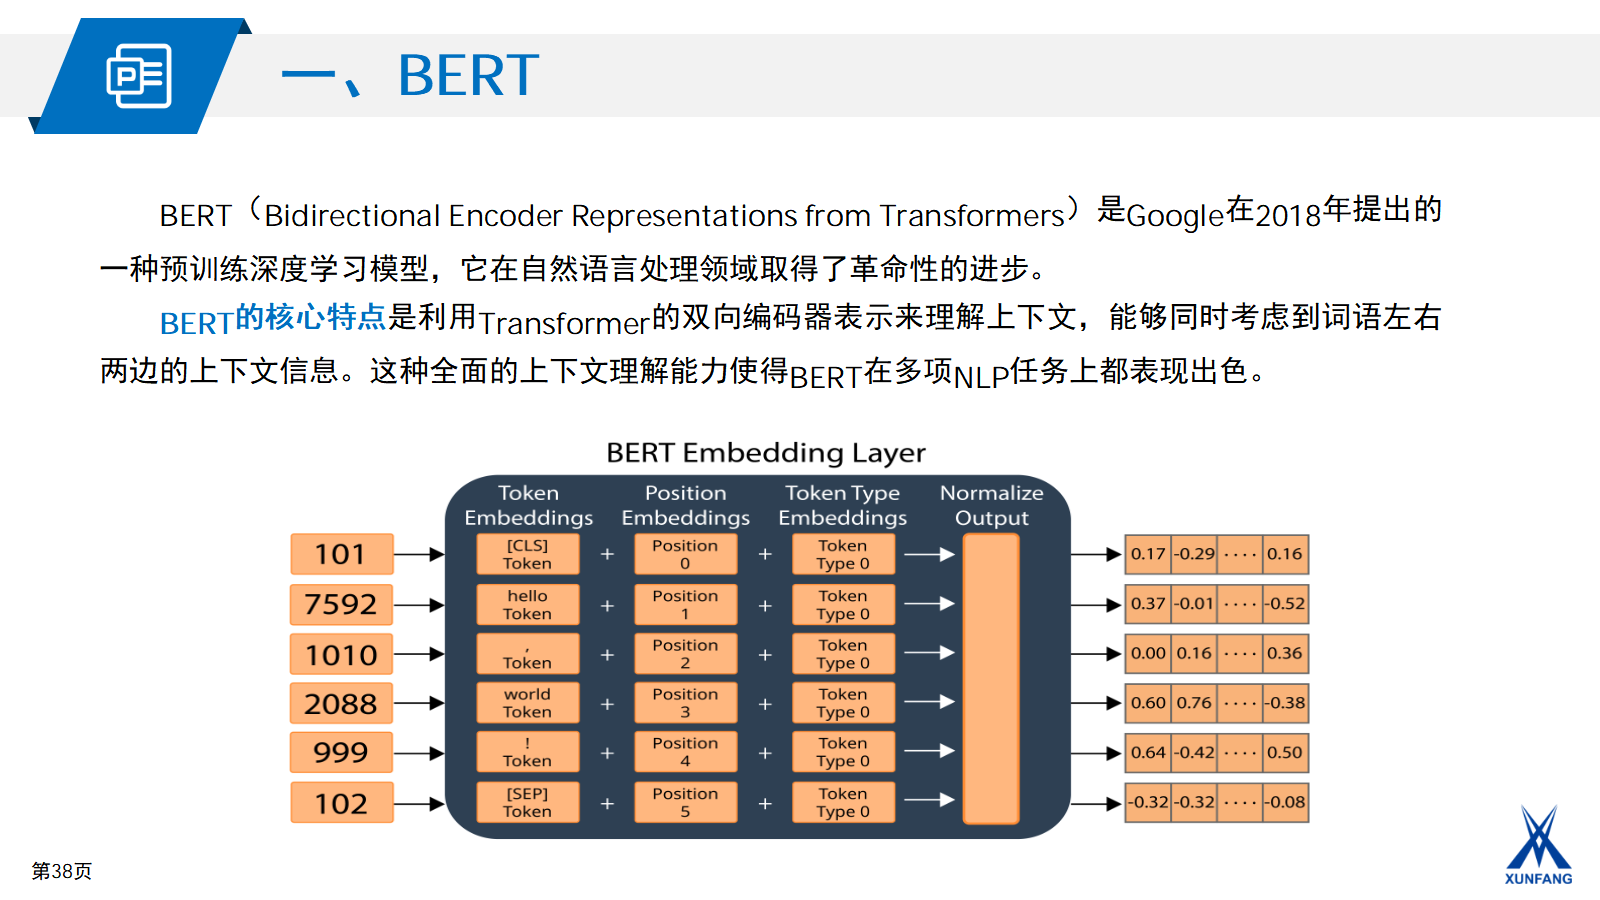 一、BERT
BERT（Bidirectional Encoder Representations from Transformers）是Google在2018年提出的
一种预训练深度学习模型，它在自然语言处理领域取得了革命性的进步。
BERT的核心特点是利用Transformer的双向编码器表示来理解上下文，能够同时考虑到词语左右
两边的上下文信息。这种全面的上下文理解能力使得BERT在多项NLP任务上都表现出色。
BERT Embedding Layer
Token Embeddings
Position Embeddings
Token Type Embeddings
Normalize Output
101 [CLS] Token + Position 0 + Token Type 0 0.17 -0.29 .... 0.16
7592 hello Token + Position 1 + Token Type 0 0.37 -0.01 .... -0.52
1010 , Token + Position 2 + Token Type 0 0.00 0.16 .... 0.36
2088 world Token + Position 3 + Token Type 0 0.60 0.76 .... -0.38
999 ! Token + Position 4 + Token Type 0 0.64 -0.42 .... 0.50
102 [SEP] Token + Position 5 + Token Type 0 -0.32 -0.32 .... -0.08
第38页
XUNFANG